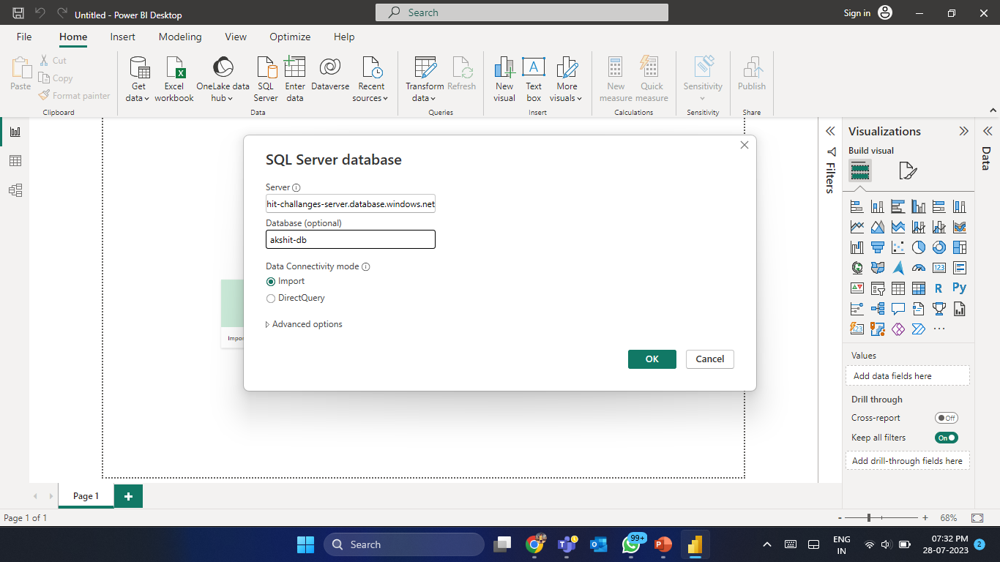 Untitled - Power BI Desktop
Search
Sign in
File Home Insert Modeling View Optimize Help
Paste
Cut
Copy
Format painter
Clipboard
Get data
Excel workbook
OneLake data hub
SQL Server
Enter data
Dataverse
Recent sources
Data
Transform data
Refresh
Queries
New visual
Text box
More visuals
Insert
New measure
Quick measure
Calculations
Sensitivity
Sensitivity
Publish
Share
SQL Server database
Server
hit-challanges-server.database.windows.net
Database (optional)
akshit-db
Data Connectivity mode
Import
DirectQuery
Advanced options
OK
Cancel
Filters
Visualizations
Build visual
123
R
Py
123
Values
Add data fields here
Drill through
Cross-report
Off
Keep all filters
On
Add drill-through fields here
Data
Page 1
Page 1 of 1
- + 68%
Search
99+
ENG
IN
07:32 PM
28-07-2023
2